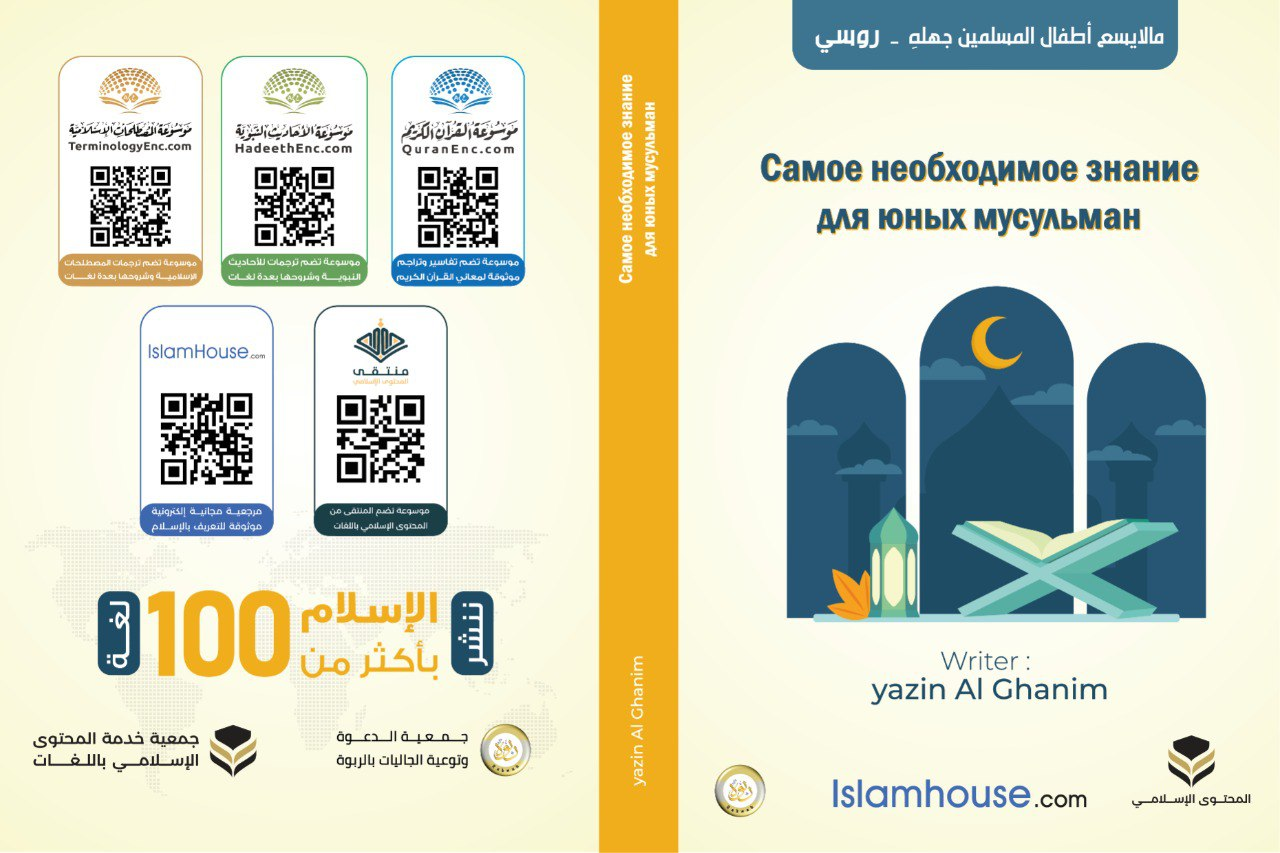 مالايسع أطفال المسلمين جهلهِ - روسي
Самое необходимое знание
для юных мусульман
Writer :
yazin Al Ghanim
Islamhouse.com
المحتوى الإسلامي
Самое необходимое знание
для юных мусульман
yazin Al Ghanim
موسوعة القرآن الكريم
QuranEnc.com
موسوعة تضم تفاسير وتراجم
موثوقة لمعاني القرآن الكريم
موسوعة الأحاديث النبوية
HadeethEnc.com
موسوعة تضم ترجمات للأحاديث
النبوية وشروحها بعدة لغات
موسوعة المصطلحات الإسلامية
TerminologyEnc.com
موسوعة تضم ترجمات المصطلحات
الإسلامية وشروحها بعدة لغات
منتقى
المحتوى الإسلامي
موسوعة تضم المنتقى من
المحتوى الإسلامي باللغات
IslamHouse.com
مرجعية مجانية إلكترونية
موثوقة للتعريف بالإسلام
ننشر
الإسلام
بأكثر من
100
لغة
جمعية الدعوة
وتوعية الجاليات بالربوة
جمعية خدمة المحتوى
الإسلامي باللغات